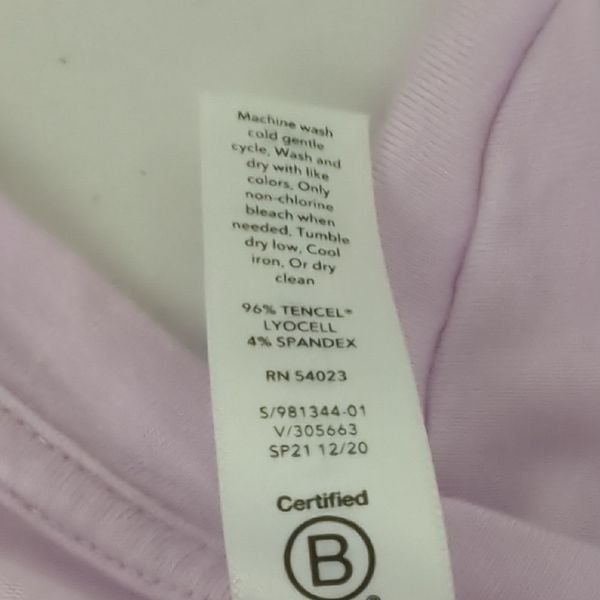 Machine wash
cold gentle
cycle, Wash and
dry with like
colors, Only
non-chlorine
bleach when
needed, Tumble
dry low, Cool
iron, Or dry
clean
96% TENCEL®
LYOCELL
4% SPANDEX
RN 54023
S/981344-01
V/305663
SP21 12/20
Certified
B
®